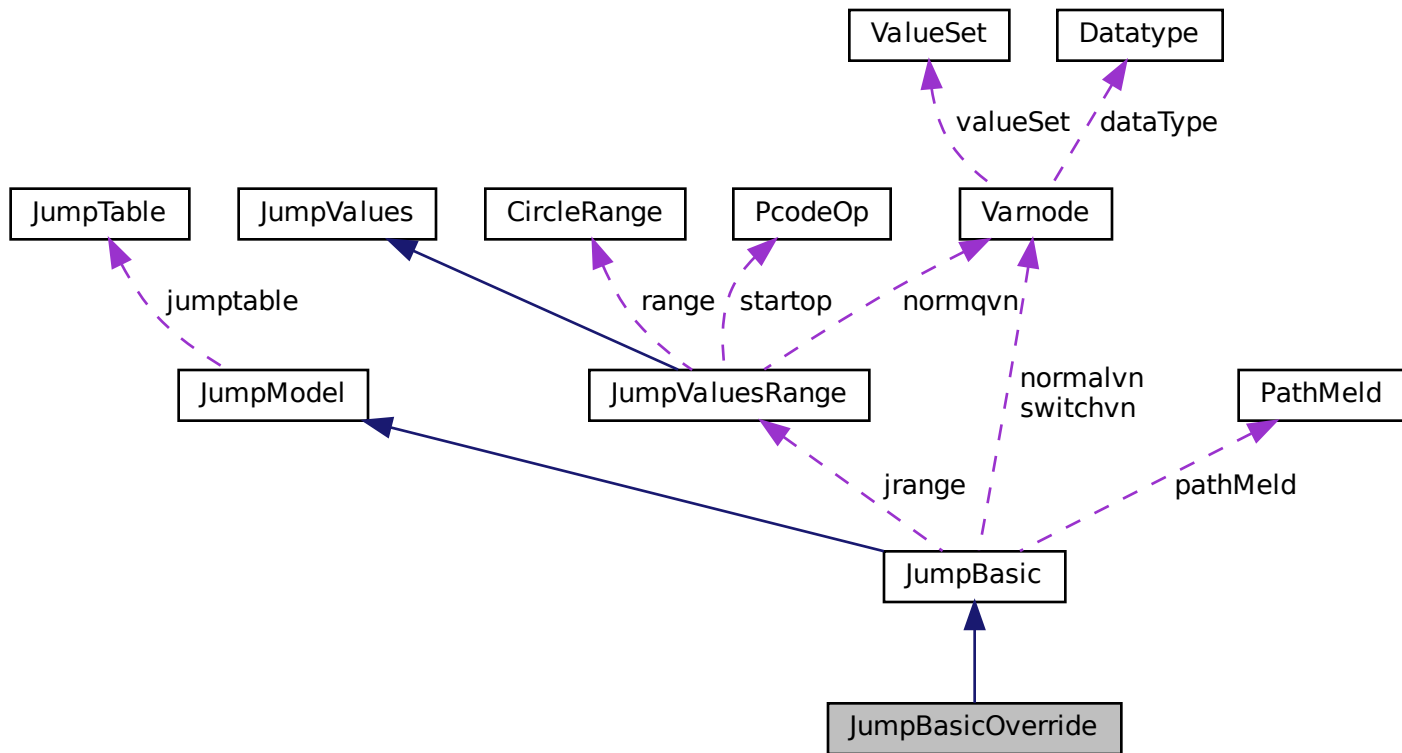 ValueSet
Datatype
valueSet
dataType
JumpTable
JumpValues
CircleRange
PcodeOp
Varnode
jumptable
range
startop
normqvn
JumpModel
JumpValuesRange
normalvn
switchvn
PathMeld
jrange
pathMeld
JumpBasic
JumpBasicOverride